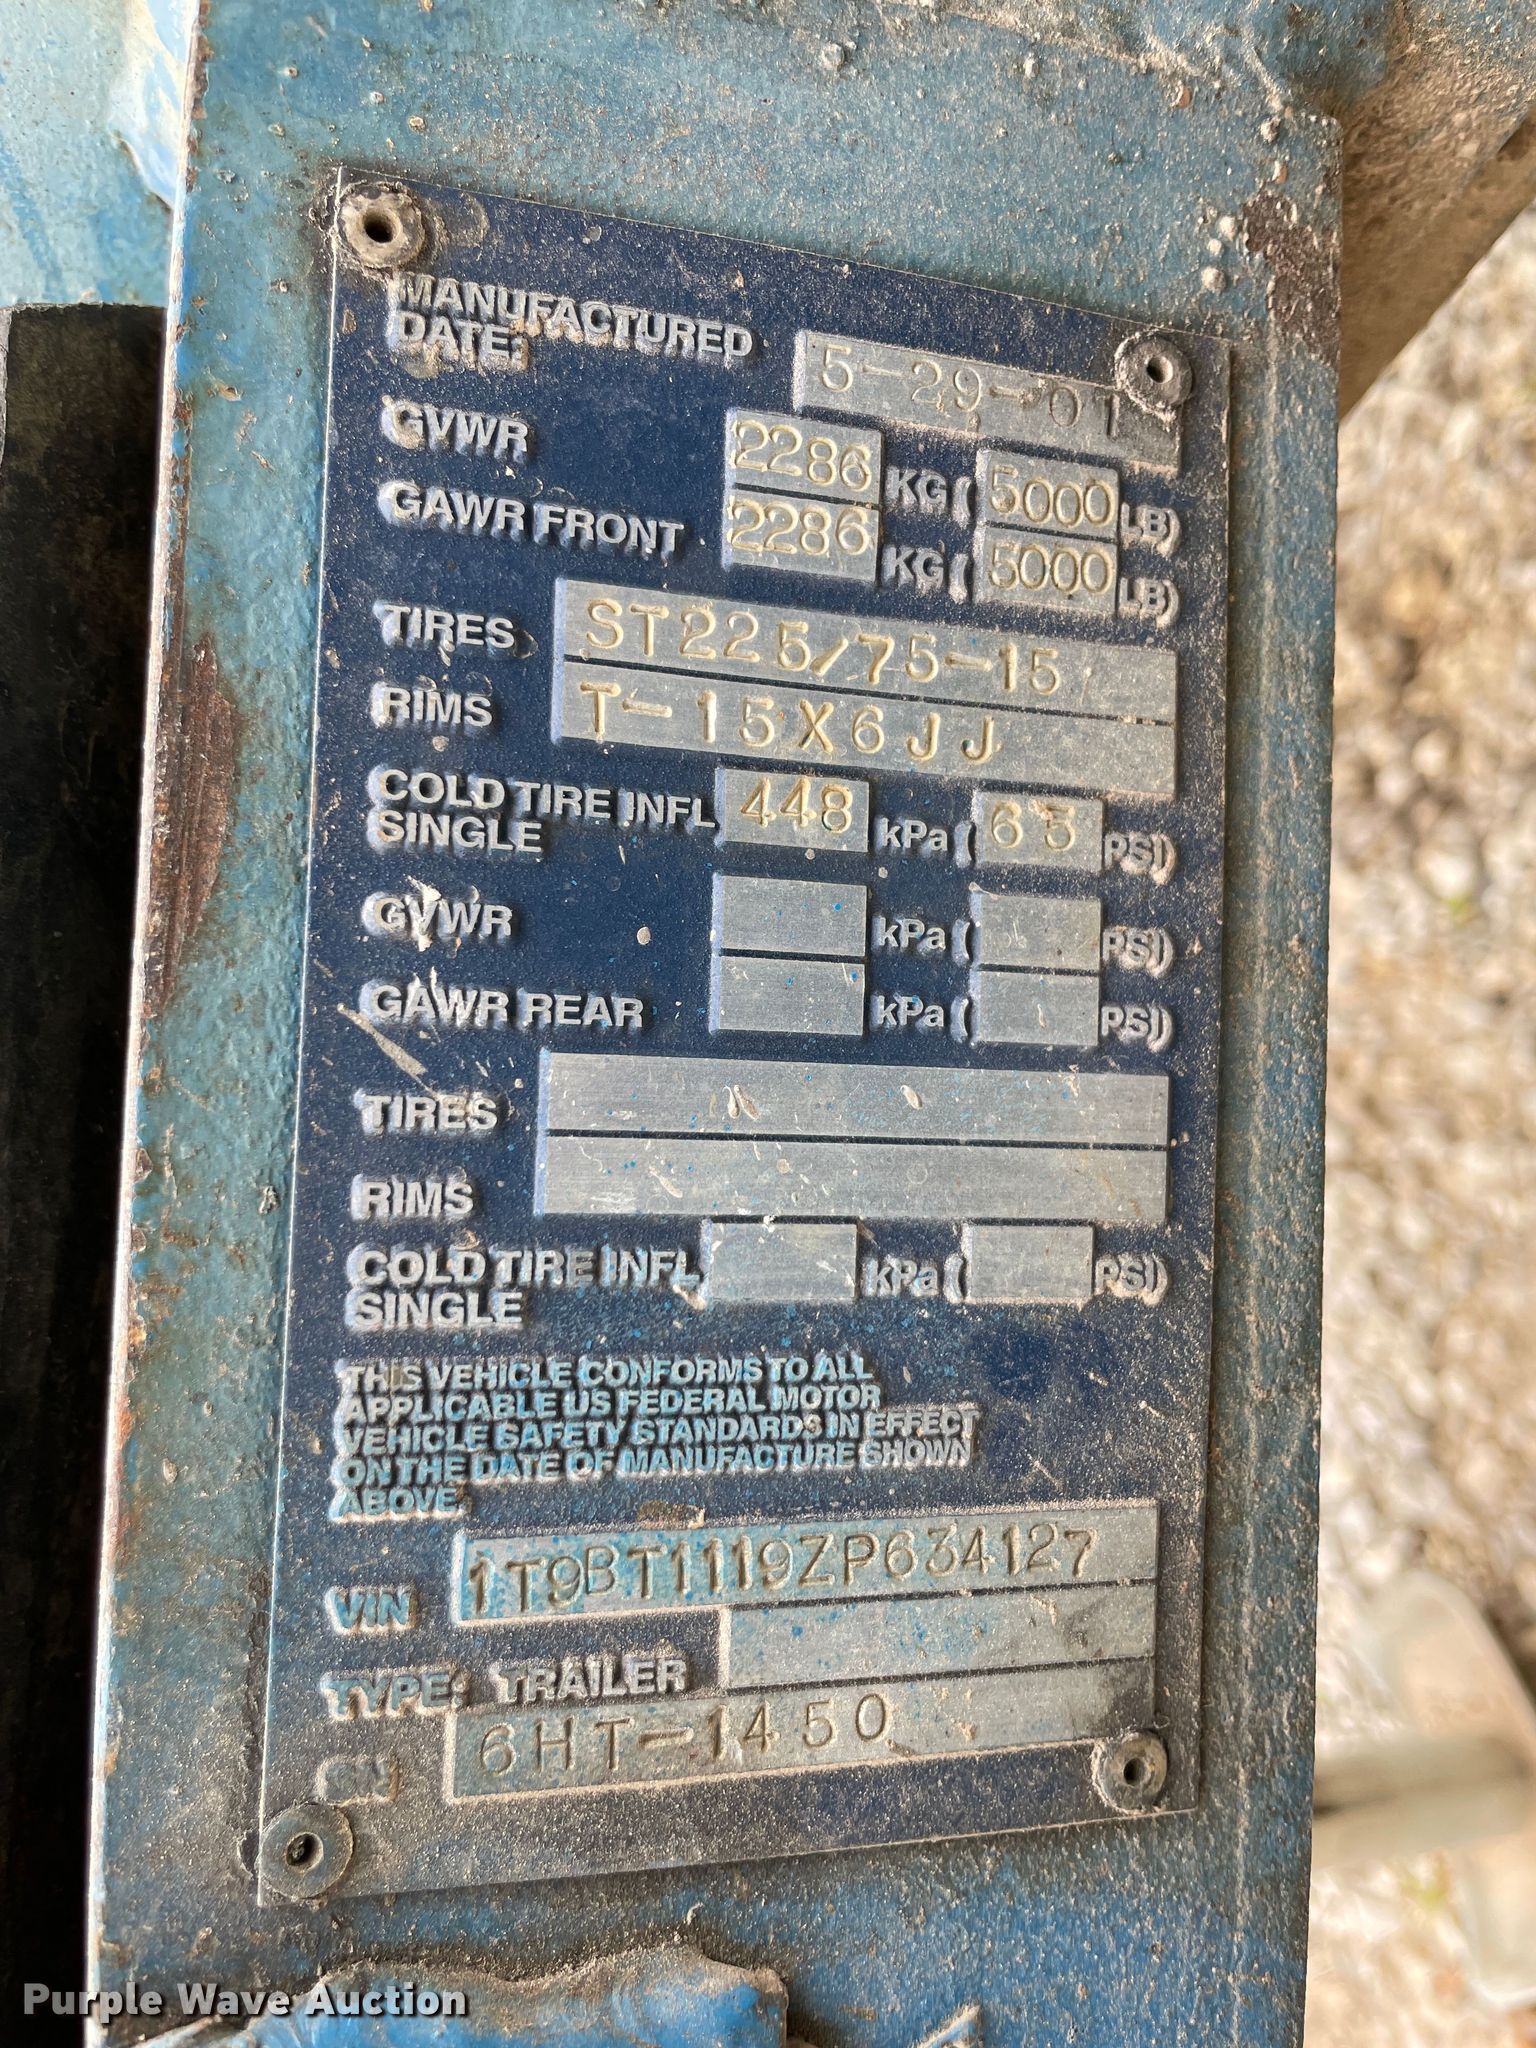 MANUFACTURED
DATE: 5-29-01
GVWR 2286 KG (5000 LB)
GAWR FRONT 2286 KG (5000 LB)
TIRES ST225/75-15
RIMS T-15X6JJ
COLD TIRE INFL 448 kPa (65 PSI)
SINGLE
GVWR kPa ( PSI)
GAWR REAR kPa ( PSI)
TIRES
RIMS
COLD TIRE INFL kPa ( PSI)
SINGLE
THIS VEHICLE CONFORMS TO ALL
APPLICABLE US FEDERAL MOTOR
VEHICLE SAFETY STANDARDS IN EFFECT
ON THE DATE OF MANUFACTURE SHOWN
ABOVE.
VIN 1T9BT1119ZP634127
TYPE: TRAILER
SN 6HT-1450
Purple Wave Auction